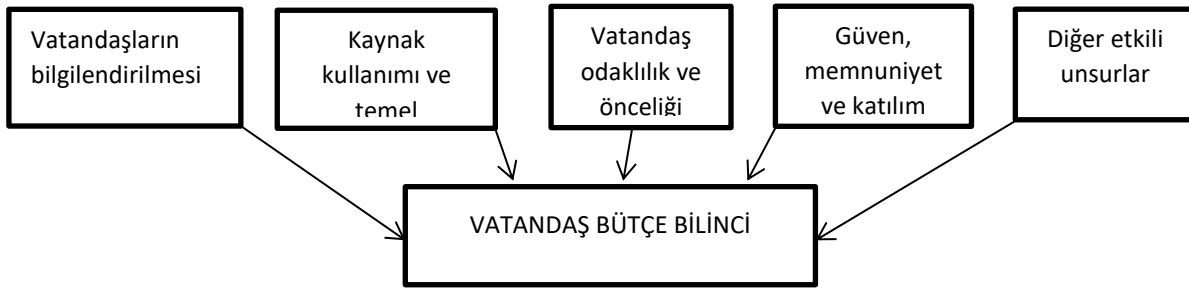 Vatandaşların
bilgilendirilmesi
Kaynak
kullanımı ve
temel
Vatandaş
odaklılık ve
önceliği
Güven,
memnuniyet
ve katılım
Diğer etkili
unsurlar
VATANDAŞ BÜTÇE BİLİNCİ